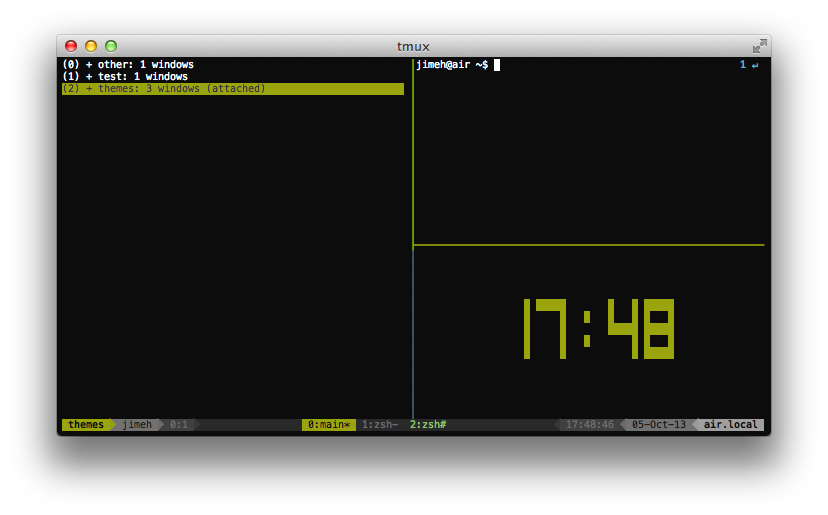 tmux
(0) + other: 1 windows
(1) + test: 1 windows
(2) + themes: 3 windows (attached)
jimeh@air ~$ 1 ↵
17:48
themes jimeh 0:1 0:main* 1:zsh- 2:zsh# 17:48:46 05-Oct-13 air.local